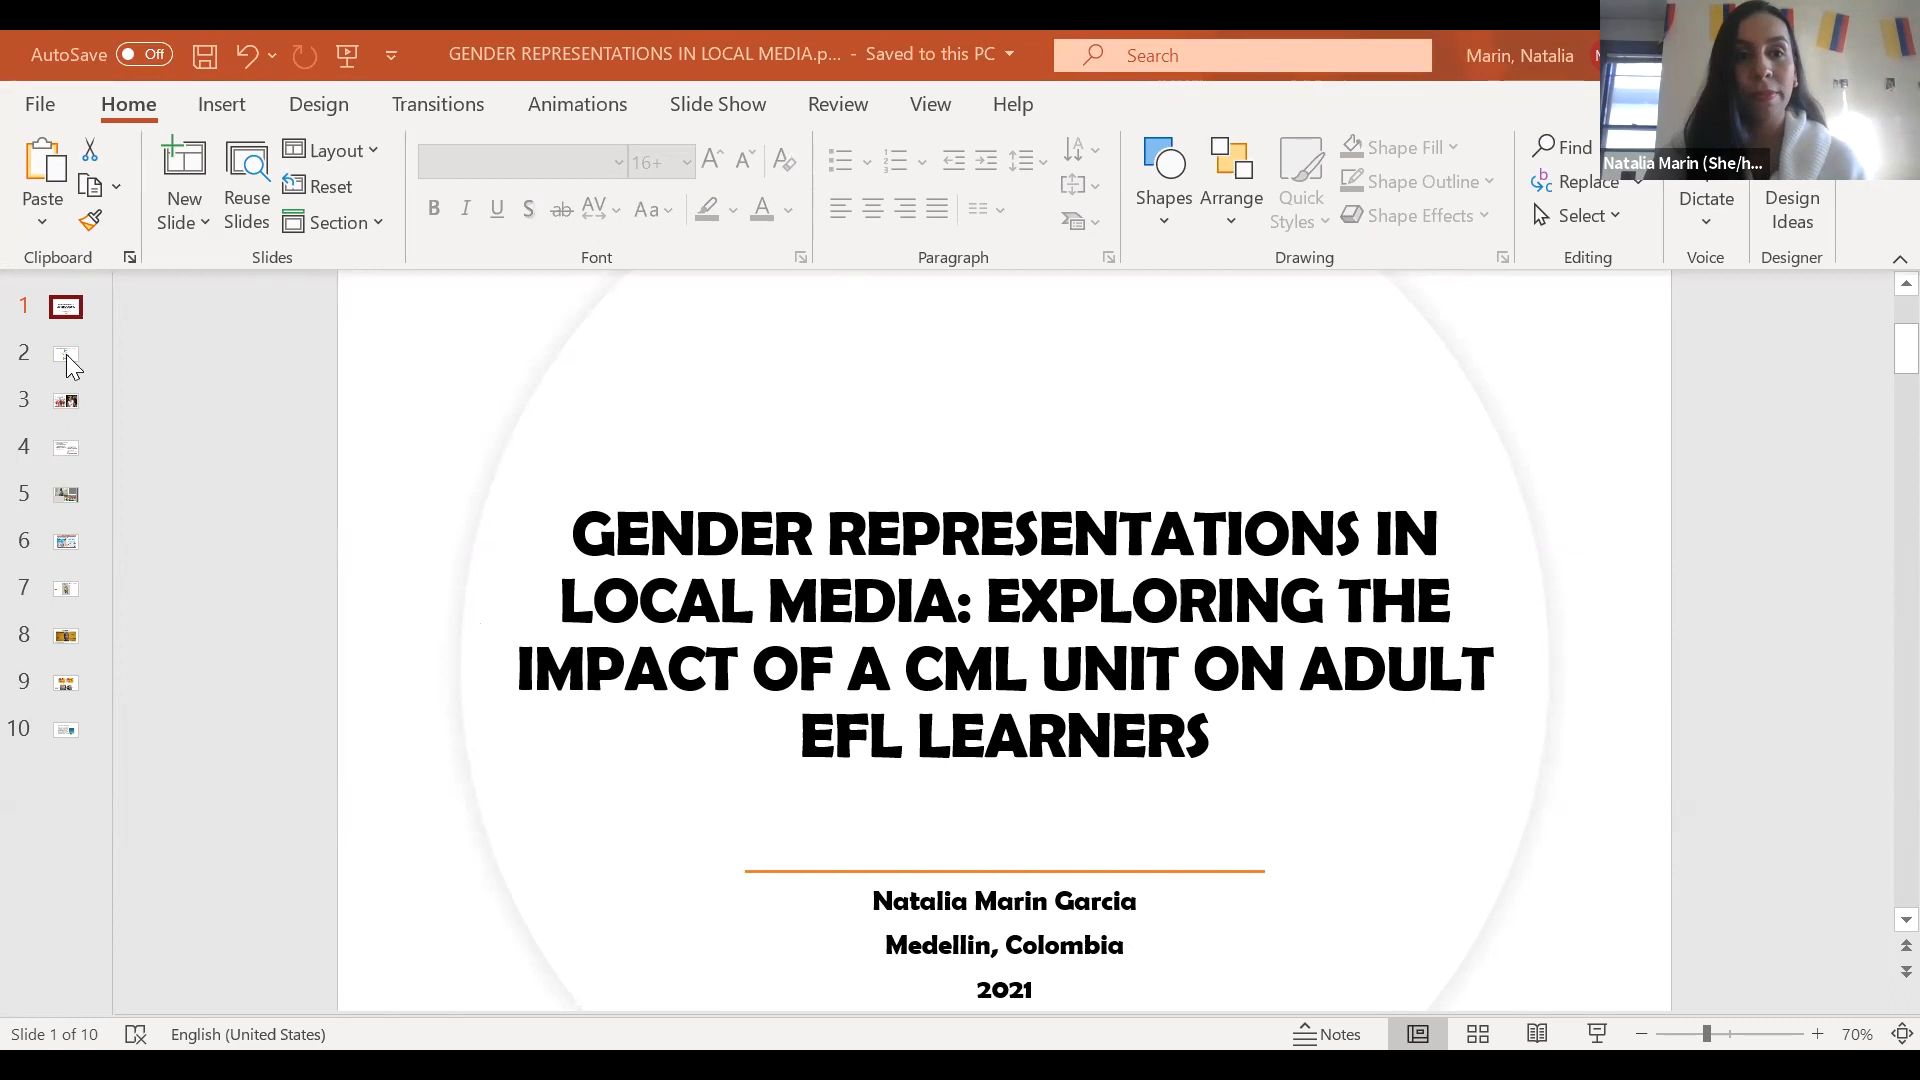 AutoSave Off GENDER REPRESENTATIONS IN LOCAL MEDIA.p... - Saved to this PC Search Marin, Natalia
File Home Insert Design Transitions Animations Slide Show Review View Help
Natalia Marin (She/h...
Paste
New Slide
Reuse Slides
Layout
Reset
Section
16+
B I U S ab AV Aa A
Shapes
Arrange
Quick Styles
Shape Fill
Shape Outline
Shape Effects
Find
Replace
Select
Dictate
Design Ideas
Clipboard Slides Font Paragraph Drawing Editing Voice Designer
1
2
3
4
5
6
7
8
9
10
GENDER REPRESENTATIONS IN
LOCAL MEDIA: EXPLORING THE
IMPACT OF A CML UNIT ON ADULT
EFL LEARNERS
Natalia Marin Garcia
Medellin, Colombia
2021
Slide 1 of 10 English (United States) Notes 70%